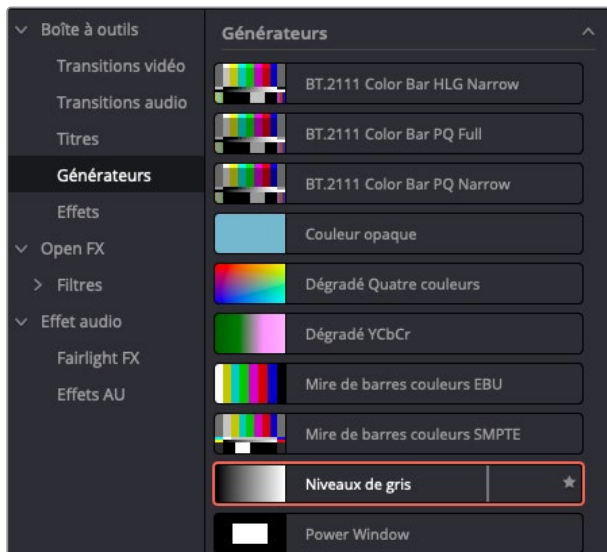 Boîte à outils
Transitions vidéo
Transitions audio
Titres
Générateurs
Effets
Open FX
Filtres
Effet audio
Fairlight FX
Effets AU
Générateurs
BT.2111 Color Bar HLG Narrow
BT.2111 Color Bar PQ Full
BT.2111 Color Bar PQ Narrow
Couleur opaque
Dégradé Quatre couleurs
Dégradé YCbCr
Mire de barres couleurs EBU
Mire de barres couleurs SMPTE
Niveaux de gris
Power Window